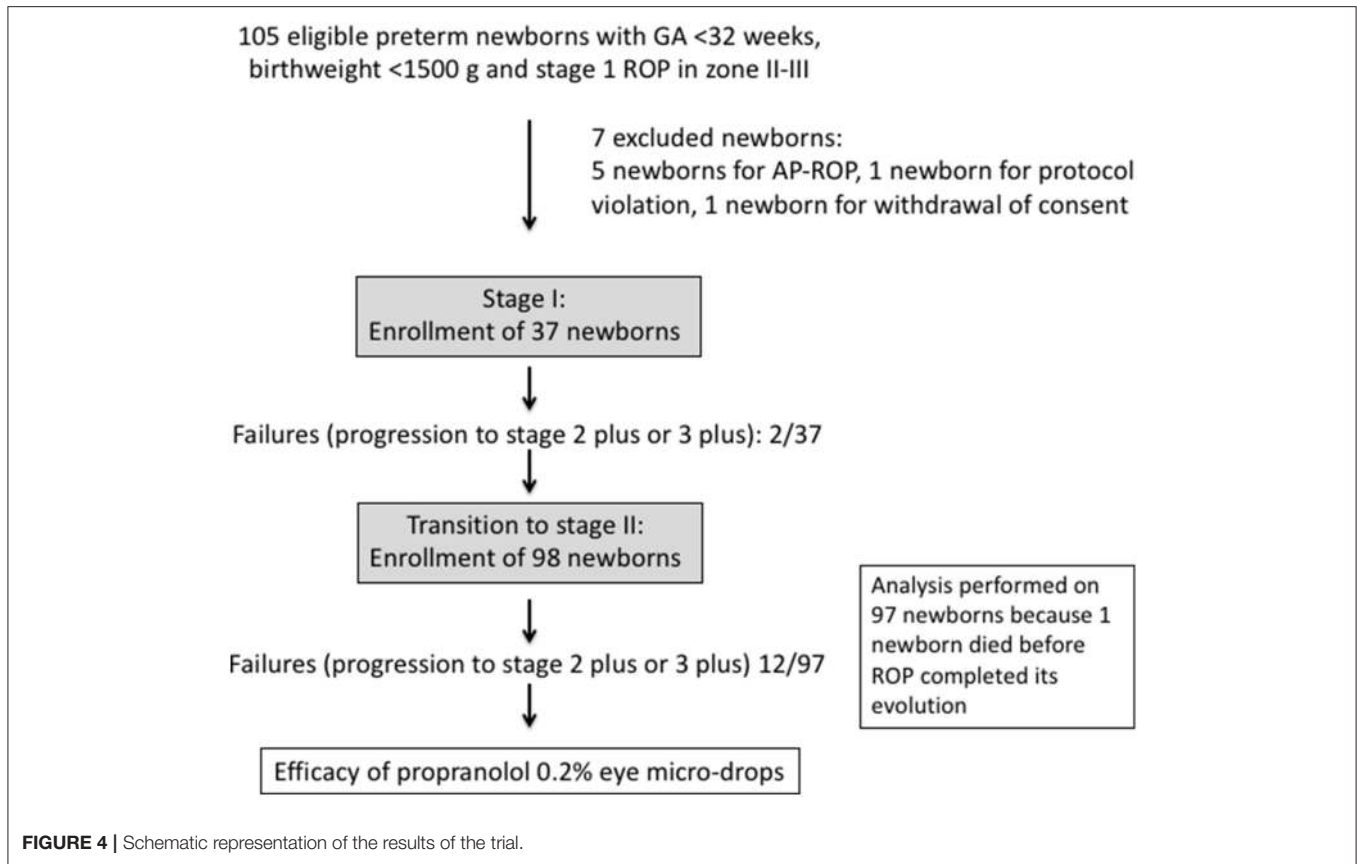 105 eligible preterm newborns with GA <32 weeks,
birthweight <1500 g and stage 1 ROP in zone II-III
7 excluded newborns:
5 newborns for AP-ROP, 1 newborn for protocol
violation, 1 newborn for withdrawal of consent
Stage I:
Enrollment of 37 newborns
Failures (progression to stage 2 plus or 3 plus): 2/37
Transition to stage II:
Enrollment of 98 newborns
Analysis performed on
97 newborns because 1
newborn died before
ROP completed its
evolution
Failures (progression to stage 2 plus or 3 plus) 12/97
Efficacy of propranolol 0.2% eye micro-drops
FIGURE 4 | Schematic representation of the results of the trial.